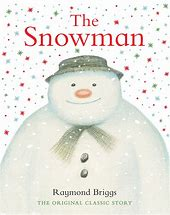 The
Snowman
Raymond Briggs
THE ORIGINAL CLASSIC STORY